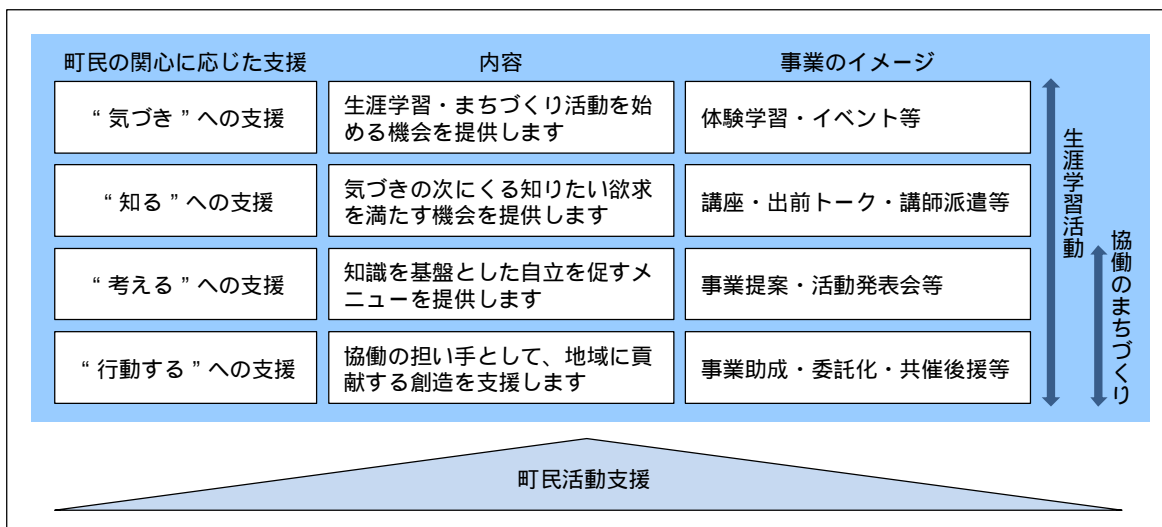 町民の関心に応じた支援
内容
事業のイメージ
“ 気づき ” への支援
生涯学習・まちづくり活動を始
める機会を提供します
体験学習・イベント等
“ 知る ” への支援
気づきの次にくる知りたい欲求
を満たす機会を提供します
講座・出前トーク・講師派遣等
“ 考える ” への支援
知識を基盤とした自立を促すメ
ニューを提供します
事業提案・活動発表会等
“ 行動する ” への支援
協働の担い手として、地域に貢
献する創造を支援します
事業助成・委託化・共催後援等
生涯学習活動
協働のまちづくり
町民活動支援